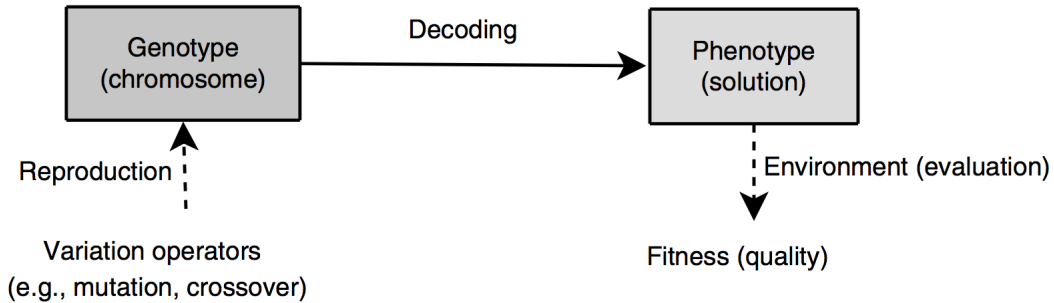 Decoding
Genotype
(chromosome)
Phenotype
(solution)
Reproduction
Environment (evaluation)
Variation operators
(e.g., mutation, crossover)
Fitness (quality)